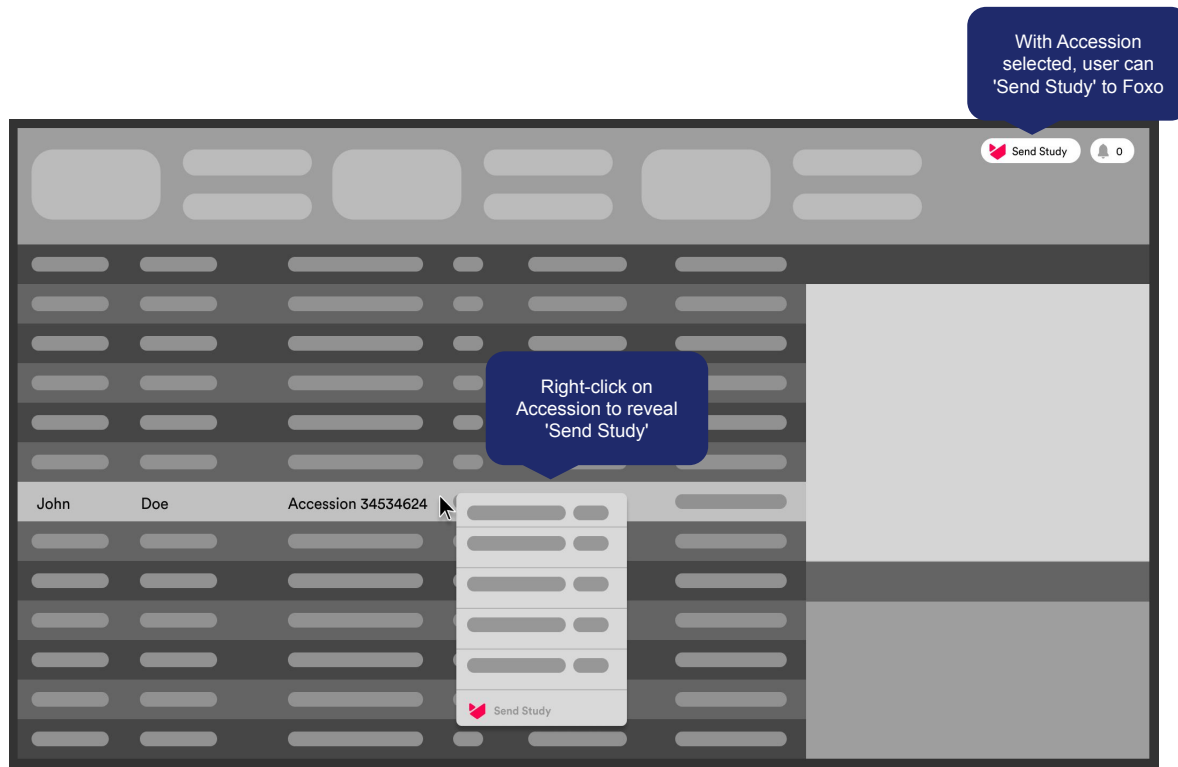 With Accession
selected, user can
'Send Study' to Foxo
Send Study
0
Right-click on
Accession to reveal
'Send Study'
John Doe Accession 34534624
Send Study